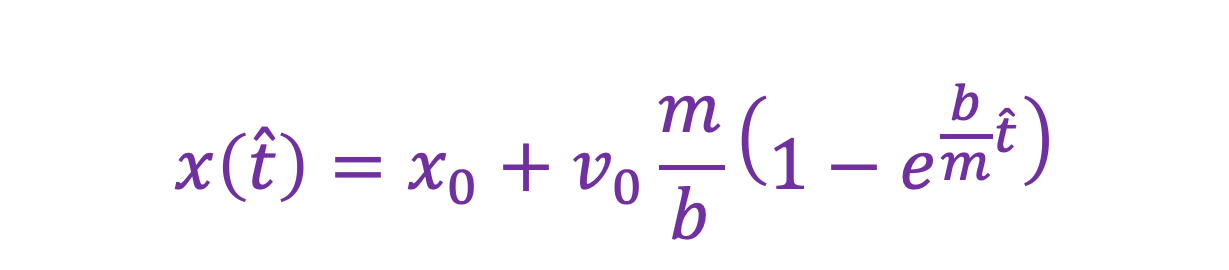 x(t̂) = x₀ + v₀ m/b (1 − e^(b/m t̂))